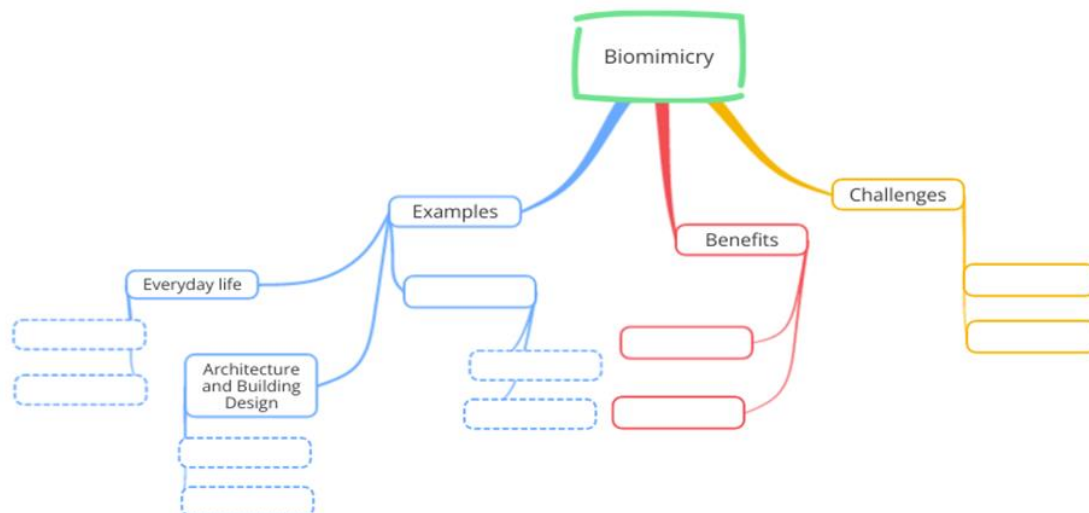 Biomimicry
Examples
Benefits
Challenges
Everyday life
Architecture
and Building
Design